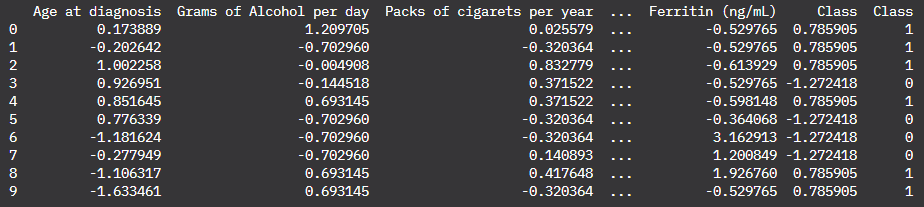 Age at diagnosis Grams of Alcohol per day Packs of cigarets per year ... Ferritin (ng/mL) Class Class
0 0.173889 1.209705 0.025579 ... -0.529765 0.785905 1
1 -0.202642 -0.702960 -0.320364 ... -0.529765 0.785905 1
2 1.002258 -0.004908 0.832779 ... -0.613929 0.785905 1
3 0.926951 -0.144518 0.371522 ... -0.529765 -1.272418 0
4 0.851645 0.693145 0.371522 ... -0.598148 0.785905 1
5 0.776339 -0.702960 -0.320364 ... -0.364068 -1.272418 0
6 -1.181624 -0.702960 -0.320364 ... 3.162913 -1.272418 0
7 -0.277949 -0.702960 0.140893 ... 1.200849 -1.272418 0
8 -1.106317 0.693145 0.417648 ... 1.926760 0.785905 1
9 -1.633461 0.693145 -0.320364 ... -0.529765 0.785905 1